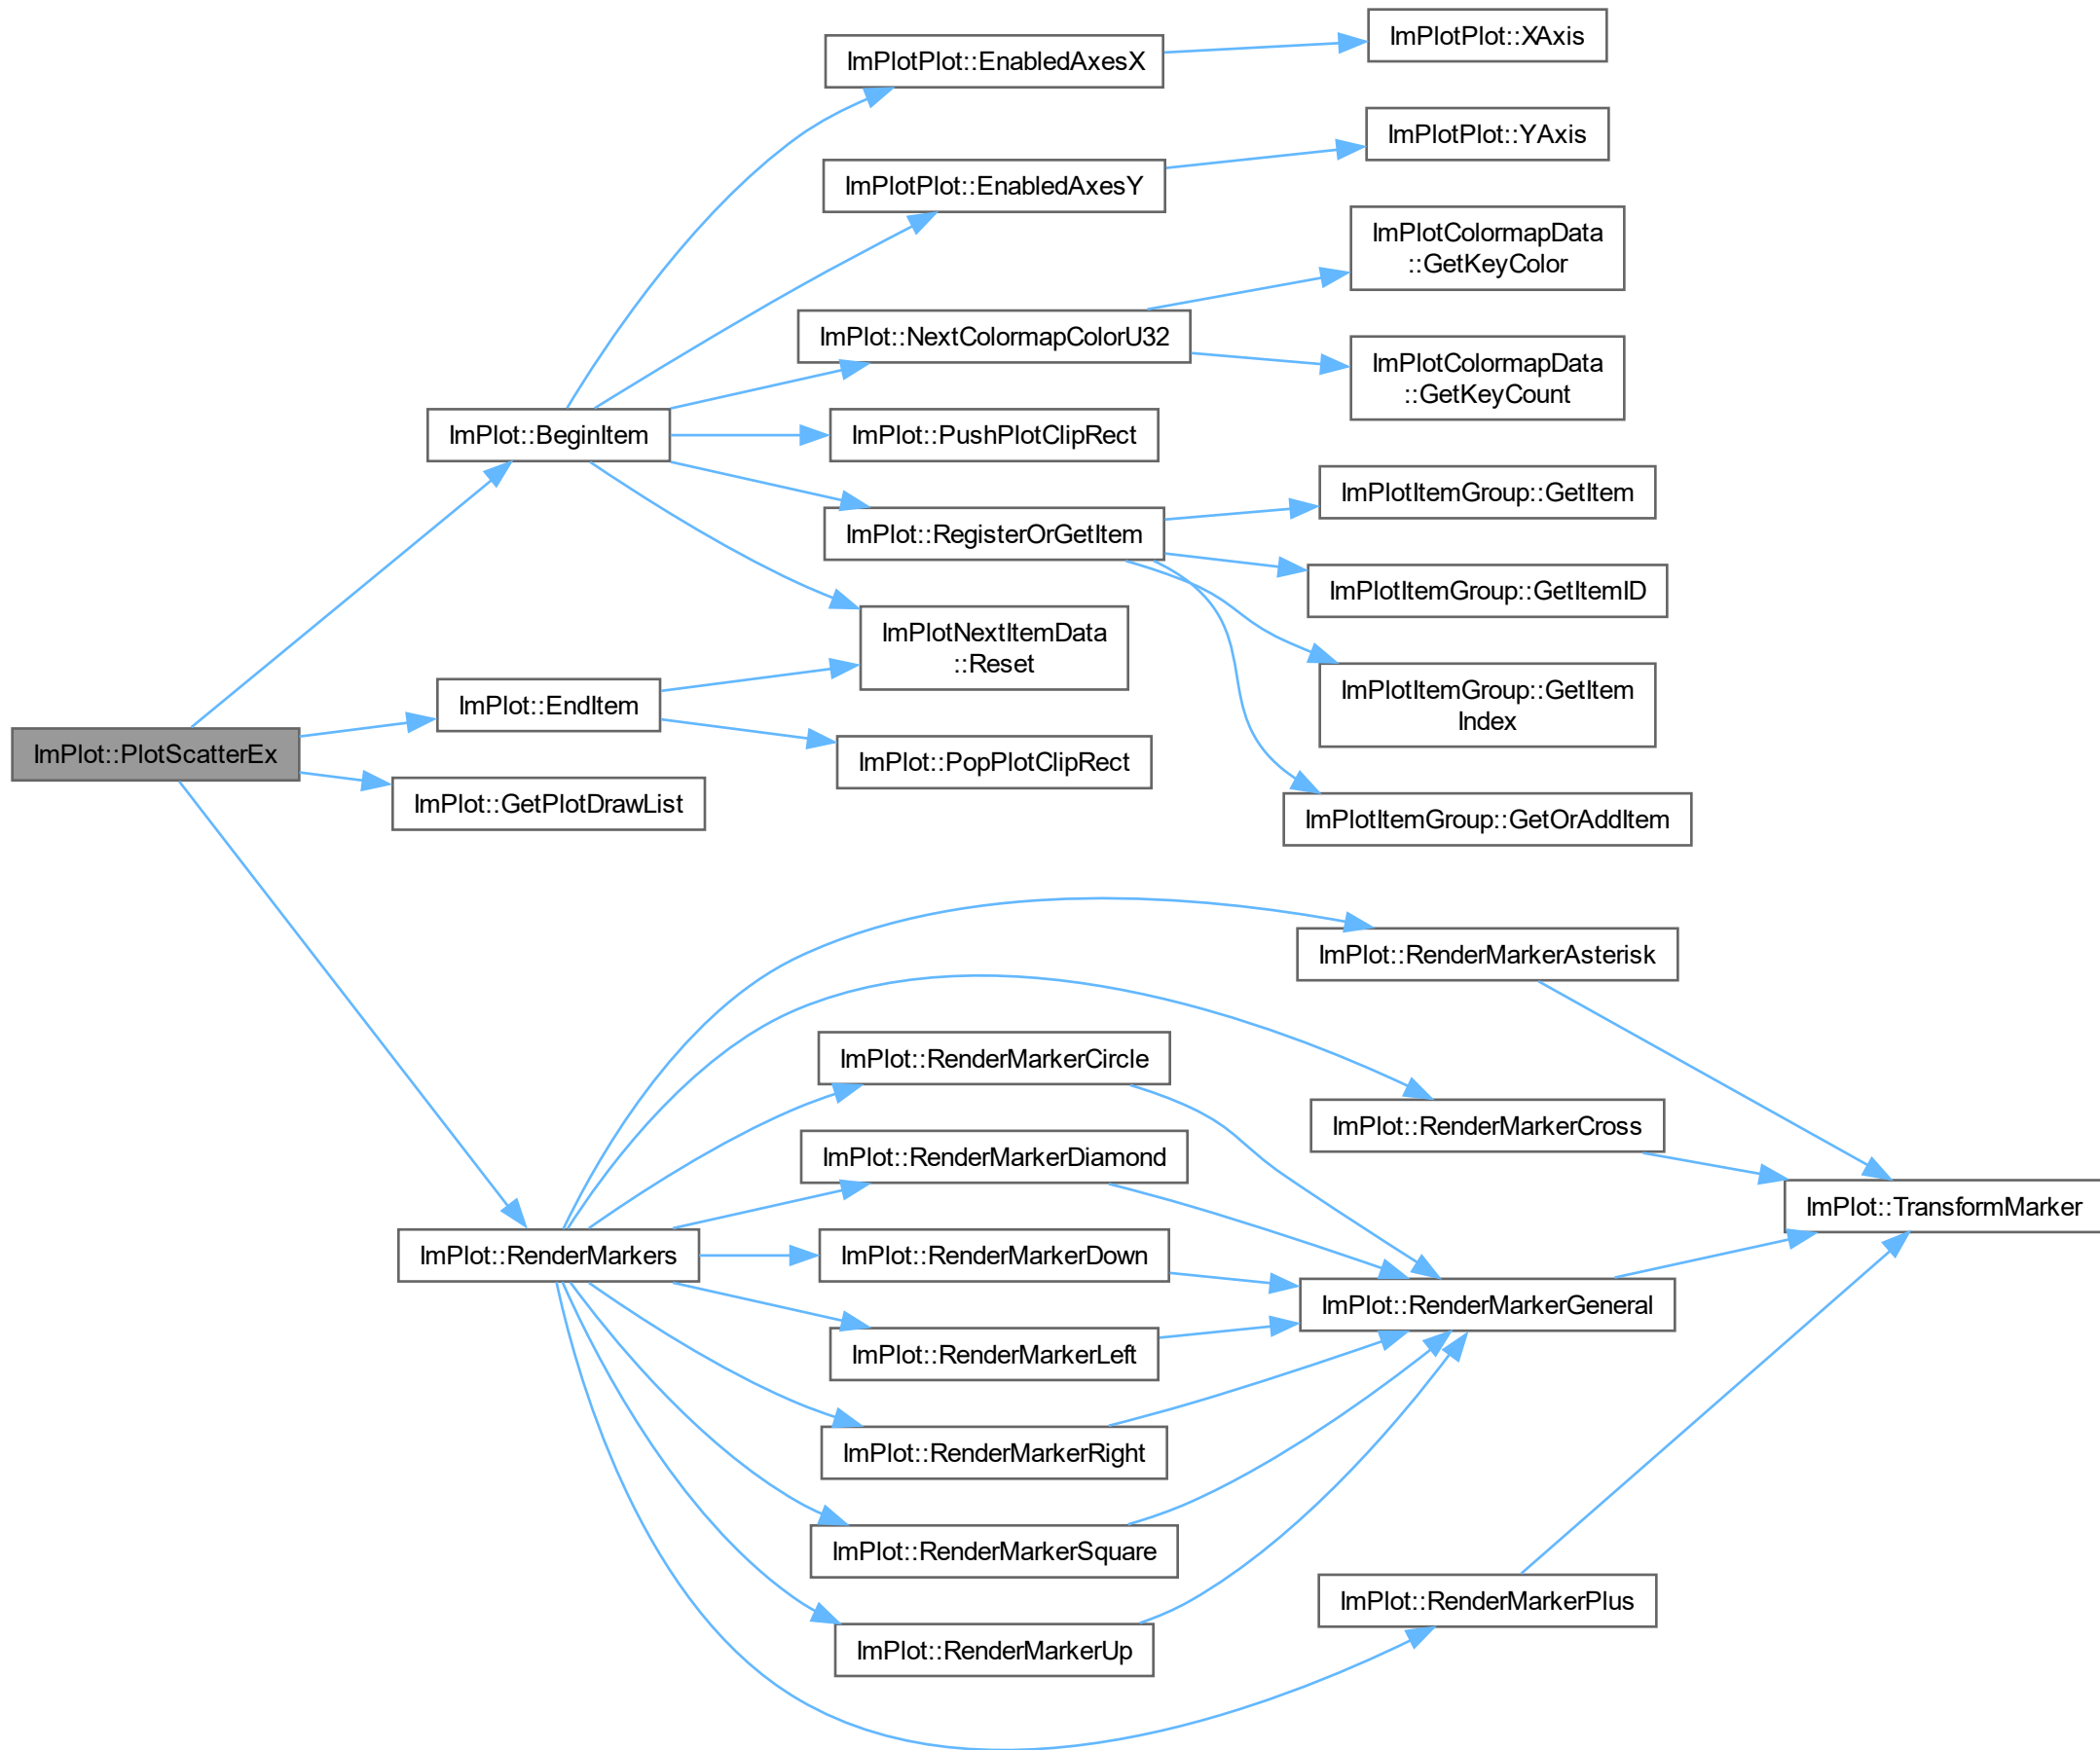 ImPlotPlot::XAxis
ImPlotPlot::EnabledAxesX
ImPlotPlot::YAxis
ImPlotPlot::EnabledAxesY
ImPlotColormapData
::GetKeyColor
ImPlot::NextColormapColorU32
ImPlotColormapData
::GetKeyCount
ImPlot::BeginItem
ImPlot::PushPlotClipRect
ImPlotItemGroup::GetItem
ImPlot::RegisterOrGetItem
ImPlotItemGroup::GetItemID
ImPlotNextItemData
::Reset
ImPlotItemGroup::GetItem
Index
ImPlot::EndItem
ImPlot::PlotScatterEx
ImPlot::PopPlotClipRect
ImPlot::GetPlotDrawList
ImPlotItemGroup::GetOrAddItem
ImPlot::RenderMarkerAsterisk
ImPlot::RenderMarkerCircle
ImPlot::RenderMarkerCross
ImPlot::RenderMarkerDiamond
ImPlot::TransformMarker
ImPlot::RenderMarkers
ImPlot::RenderMarkerDown
ImPlot::RenderMarkerGeneral
ImPlot::RenderMarkerLeft
ImPlot::RenderMarkerRight
ImPlot::RenderMarkerSquare
ImPlot::RenderMarkerPlus
ImPlot::RenderMarkerUp